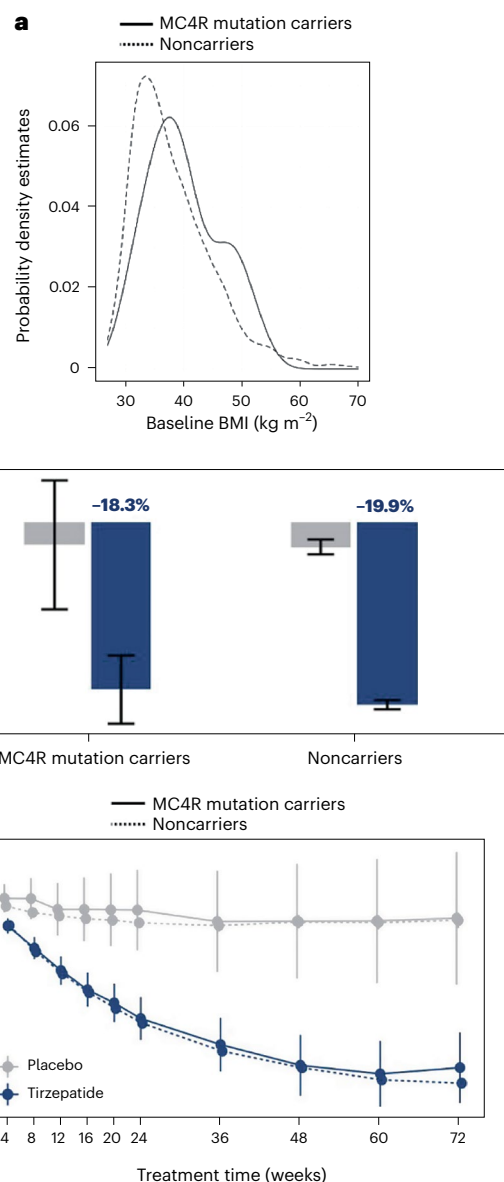 a
MC4R mutation carriers
Noncarriers
Probability density estimates
0.06
0.04
0.02
0
30 40 50 60 70
Baseline BMI (kg m⁻²)
–18.3%
–19.9%
MC4R mutation carriers
Noncarriers
MC4R mutation carriers
Noncarriers
Placebo
Tirzepatide
4 8 12 16 20 24 36 48 60 72
Treatment time (weeks)